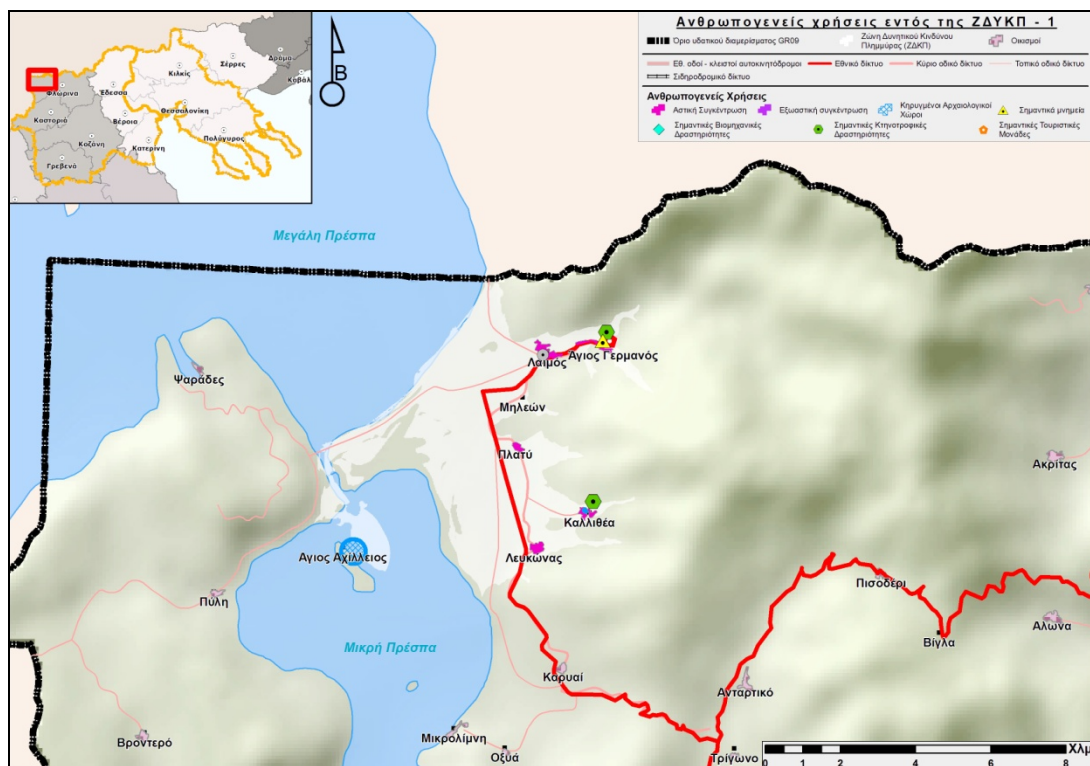 Ανθρωπογενείς χρήσεις εντός της ΖΔΥΚΠ - 1
Όριο υδατικού διαμερίσματος GR09
Ζώνη Δυνητικού Κινδύνου
Πλημμύρας (ΖΔΚΠ)
Οικισμοί
Εθ. οδοί - κλειστοί αυτοκινητόδρομοι
Εθνικό δίκτυο
Κύριο οδικό δίκτυο
Τοπικό οδικό δίκτυο
Σιδηροδρομικό δίκτυο
Ανθρωπογενείς Χρήσεις
Αστική Συγκέντρωση
Εξωαστική συγκέντρωση
Κηρυγμένοι Αρχαιολογικοί
Χώροι
Σημαντικά μνημεία
Σημαντικές Βιομηχανικές
Δραστηριότητες
Σημαντικές Κτηνοτροφικές
Δραστηριότητες
Σημαντικές Τουριστικές
Μονάδες
Σέρρες
Δράμα
Κιλκίς
Καβάλ
Φλώρινα
Έδεσσα
Θεσσαλονίκη
Καστοριά
Βέροια
Κοζάνη
Πολύγυρος
Κατερίνη
Γρεβενά
Β
Μεγάλη Πρέσπα
Λαιμός
Αγιος Γερμανός
Ψαράδες
Μηλεών
Πλατύ
Ακρίτας
Καλλιθέα
Λευκώνας
Αγιος Αχίλλειος
Πισοδέρι
Πύλη
Αλωνα
Βίγλα
Μικρή Πρέσπα
Καρυαί
Ανταρτικό
Βροντερό
Μικρολίμνη
Οξυά
Τρίγωνο
Χλμ
0 1 2 4 6 8